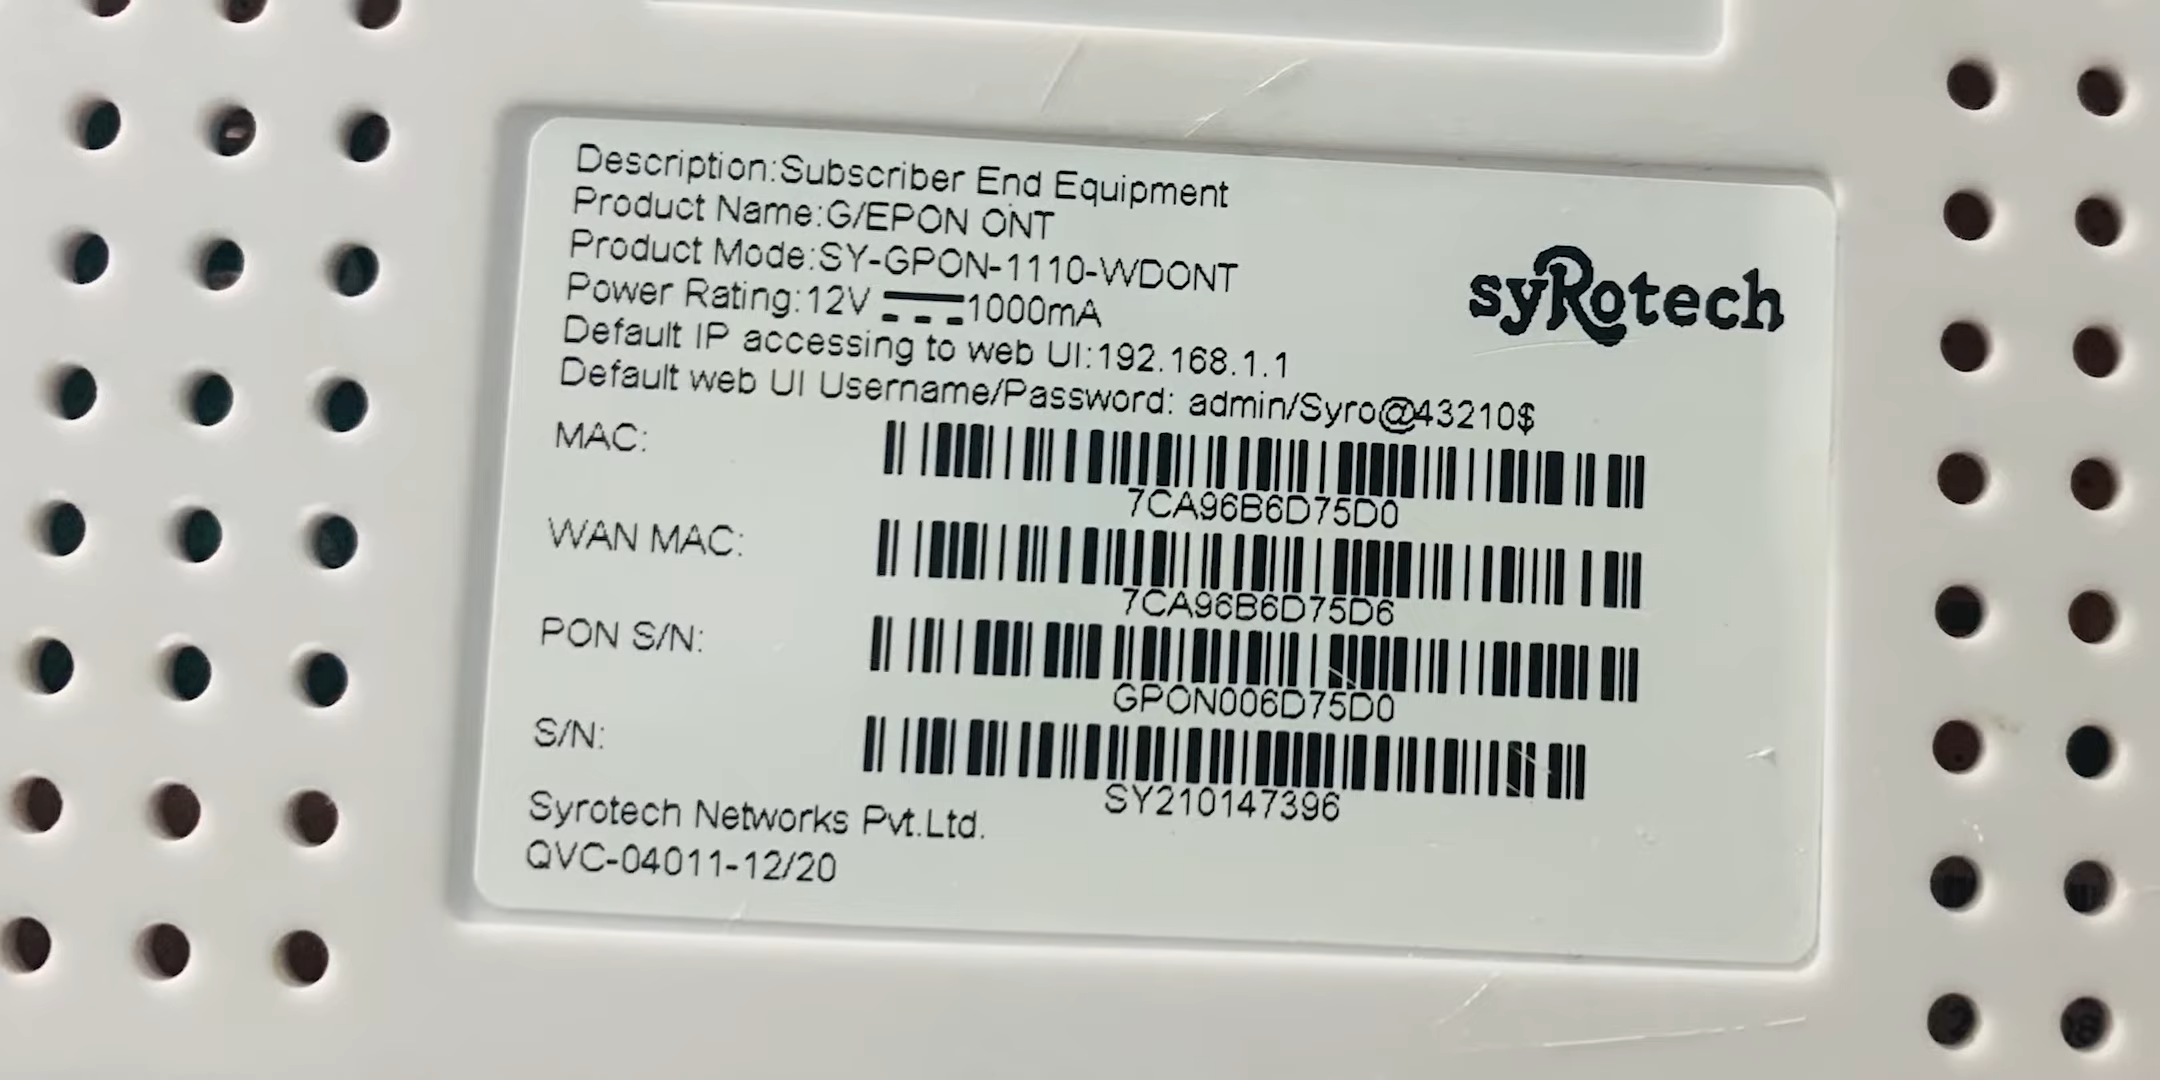 Description:Subscriber End Equipment
Product Name:G/EPON ONT
Product Mode:SY-GPON-1110-WDONT
Power Rating:12V 1000mA
Default IP accessing to web UI:192.168.1.1
Default web UI Username/Password: admin/Syro@43210$
syRotech
MAC:
7CA96B6D75D0
WAN MAC:
7CA96B6D75D6
PON S/N:
GPON006D75D0
S/N:
SY210147396
Syrotech Networks Pvt.Ltd.
QVC-04011-12/20